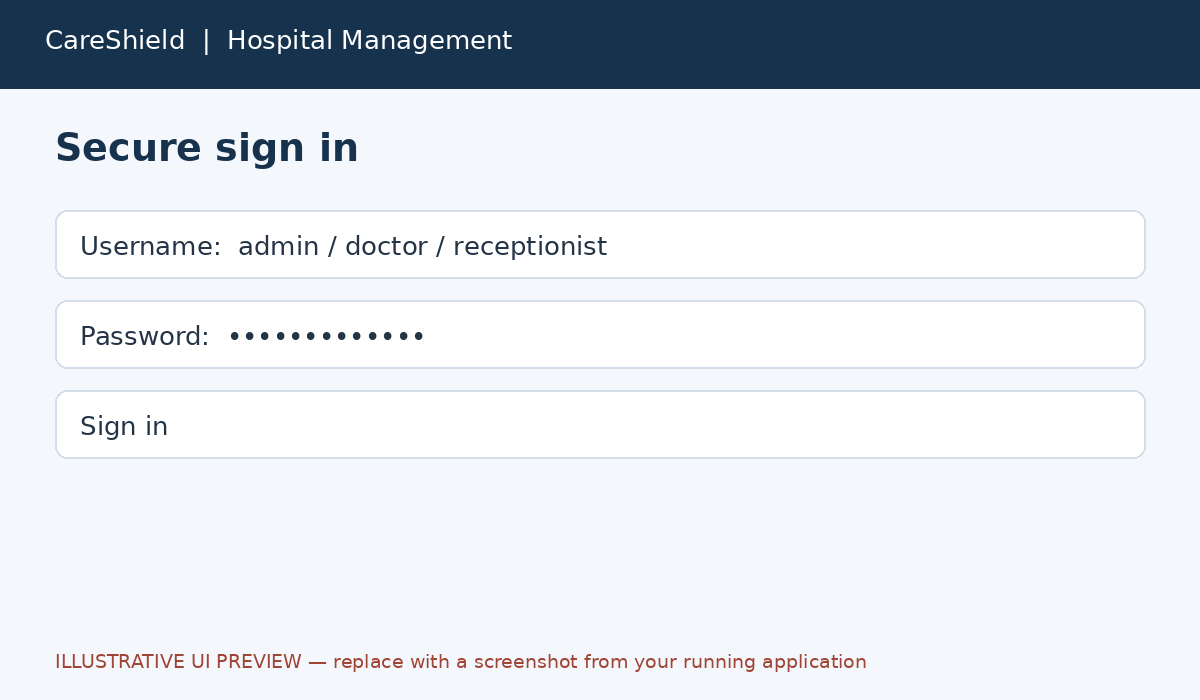 CareShield | Hospital Management
Secure sign in
Username: admin / doctor / receptionist
Password: •••••••••••••
Sign in
ILLUSTRATIVE UI PREVIEW — replace with a screenshot from your running application